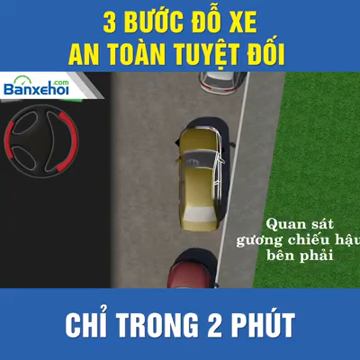 3 BƯỚC ĐỖ XE
AN TOÀN TUYỆT ĐỐI
Banxehoi.com
Quan sát
gương chiếu hậu
bên phải
CHỈ TRONG 2 PHÚT